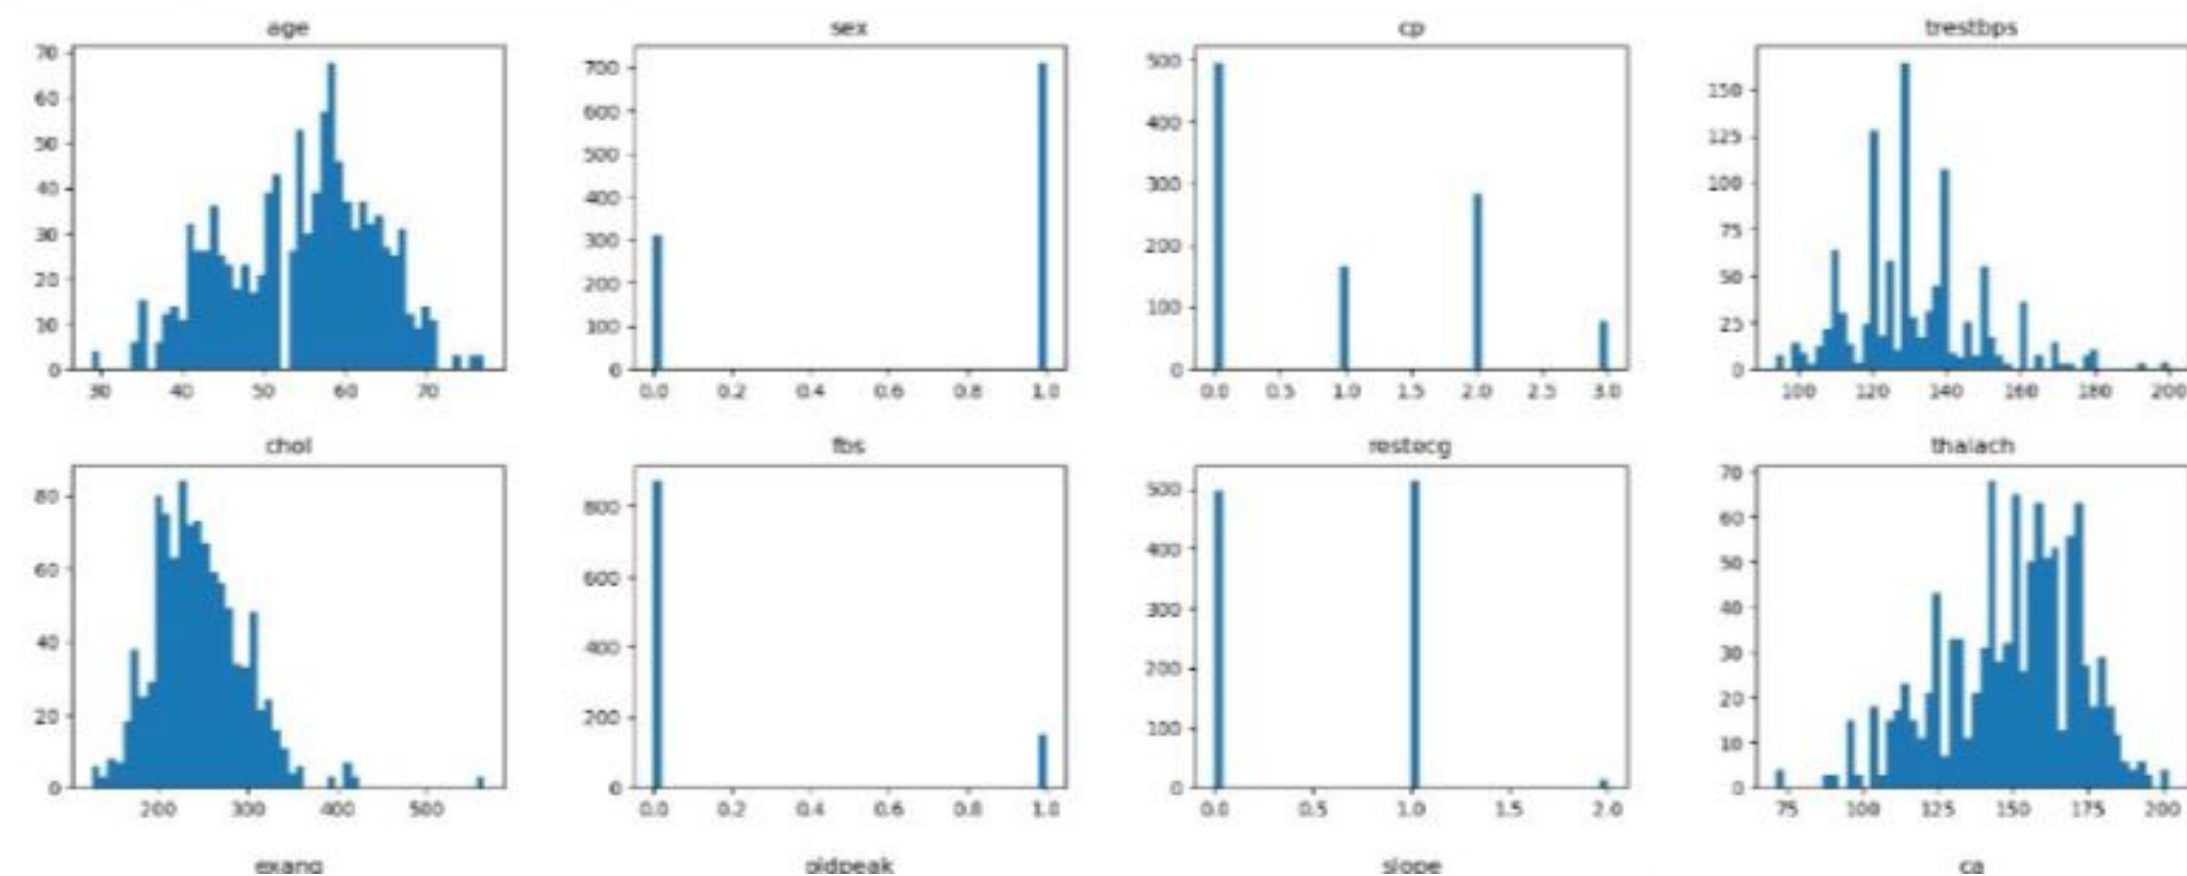 age sex cp trestbps
70 700 500 150
60 600 400 125
50 500 300 100
40 400 200 75
30 300 100 50
20 200 0 25
10 100 0
0 0
30 40 50 60 70 0.0 0.2 0.4 0.6 0.8 1.0 0.0 0.5 1.0 1.5 2.0 2.5 3.0 100 120 140 160 180 200
chol fbs restecg thalach
80 800 500 70
60 600 400 60
40 400 300 50
20 200 200 40
0 0 100 30
0 20
10
0
200 300 400 500 0.0 0.2 0.4 0.6 0.8 1.0 0.0 0.5 1.0 1.5 2.0 75 100 125 150 175 200
exang oldpeak slope ca